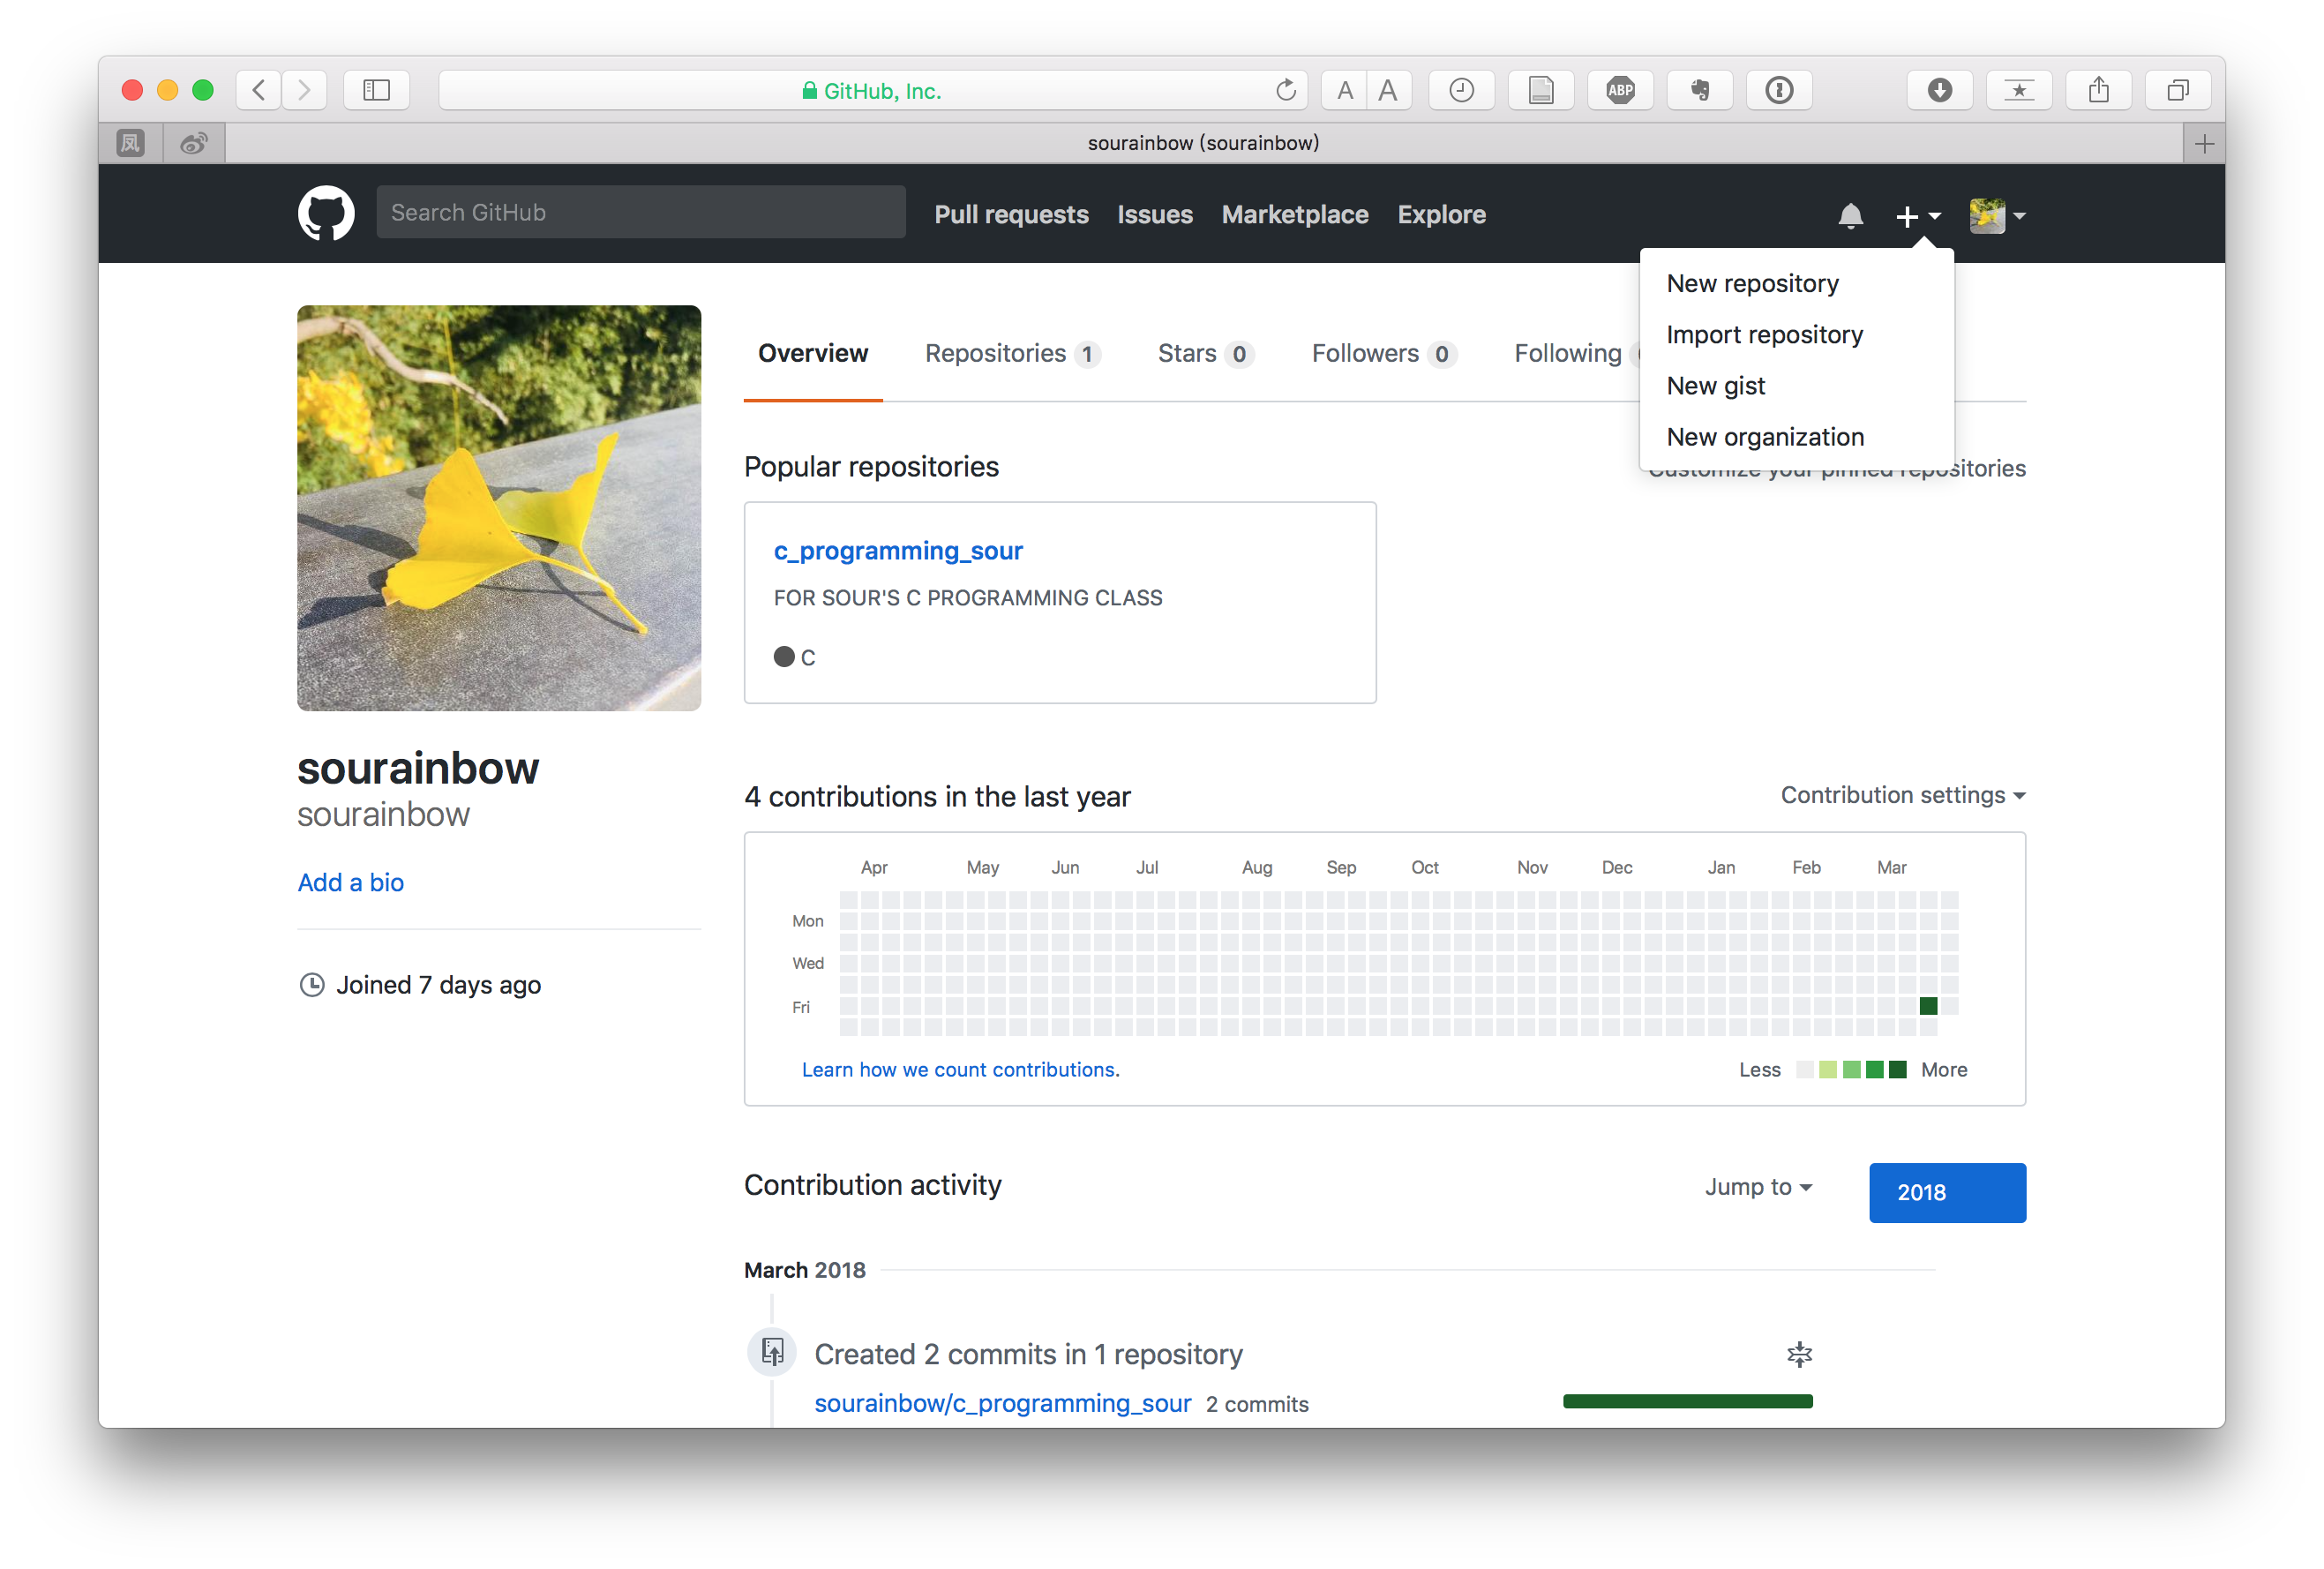 GitHub, Inc.
A A
ABP
凤
sourainbow (sourainbow)
Search GitHub
Pull requests Issues Marketplace Explore
New repository
Import repository
New gist
New organization
Overview Repositories 1 Stars 0 Followers 0 Following
Popular repositories
Customize your pinned repositories
c_programming_sour
FOR SOUR'S C PROGRAMMING CLASS
C
sourainbow
sourainbow
Add a bio
Joined 7 days ago
4 contributions in the last year
Contribution settings
Apr May Jun Jul Aug Sep Oct Nov Dec Jan Feb Mar
Mon
Wed
Fri
Learn how we count contributions.
Less More
Contribution activity
Jump to
2018
March 2018
Created 2 commits in 1 repository
sourainbow/c_programming_sour 2 commits